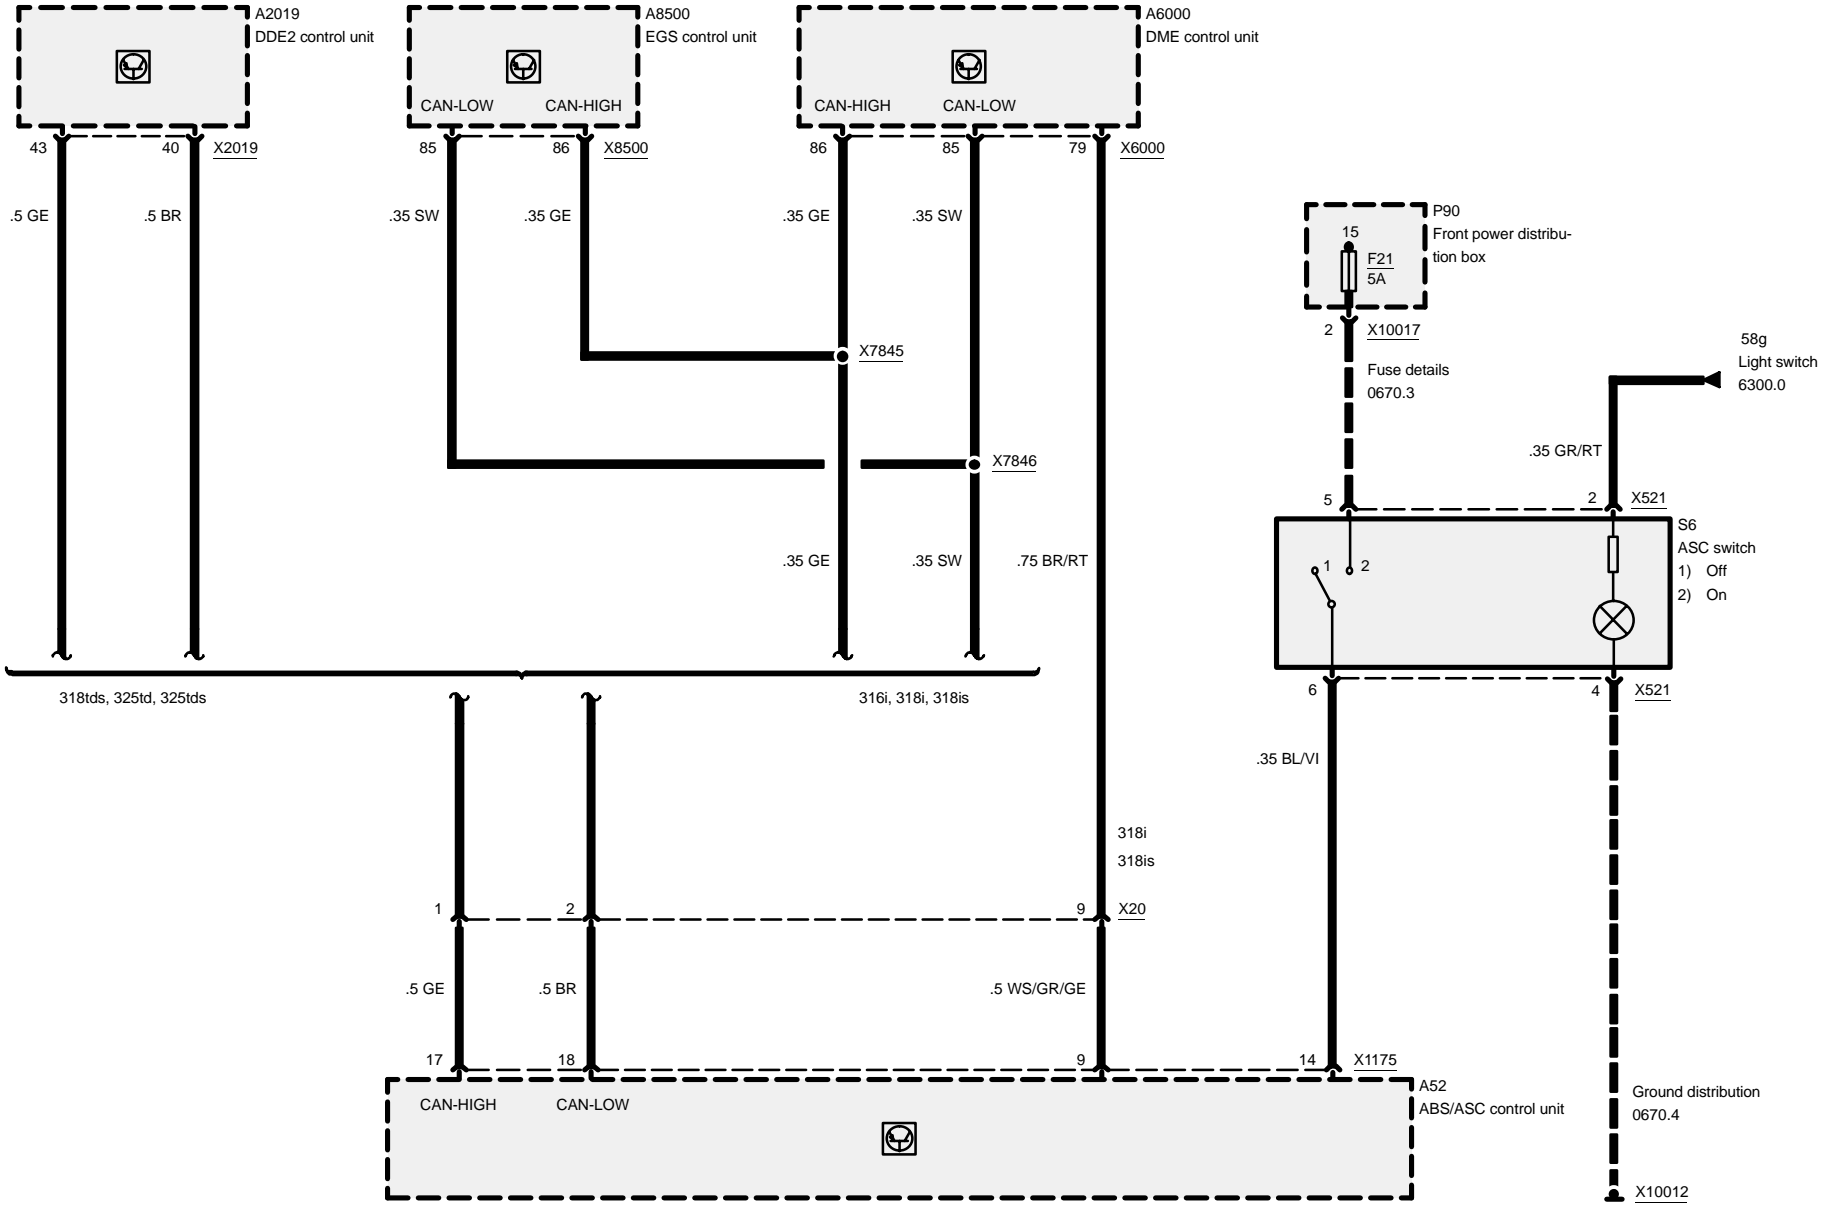 A2019
DDE2 control unit
A8500
EGS control unit
A6000
DME control unit
CAN-LOW
CAN-HIGH
CAN-HIGH
CAN-LOW
43
40
X2019
85
86
X8500
86
85
79
X6000
.5 GE
.5 BR
.35 SW
.35 GE
.35 GE
.35 SW
P90
Front power distribu-
tion box
15
F21
5A
2
X10017
58g
Light switch
6300.0
X7845
Fuse details
0670.3
X7846
.35 GR/RT
5
2
X521
S6
ASC switch
1) Off
2) On
1
2
.35 GE
.35 SW
.75 BR/RT
318tds, 325td, 325tds
316i, 318i, 318is
6
4
X521
.35 BL/VI
318i
318is
1
2
9
X20
.5 GE
.5 BR
.5 WS/GR/GE
17
18
9
14
X1175
A52
ABS/ASC control unit
CAN-HIGH
CAN-LOW
Ground distribution
0670.4
X10012